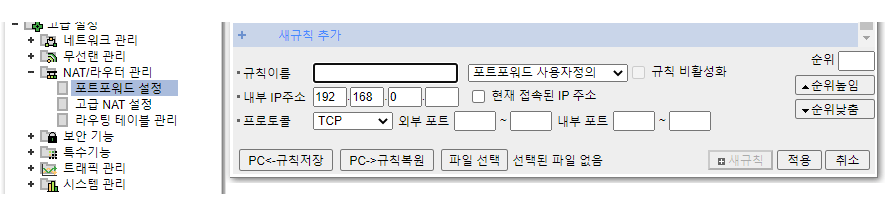 고급 설정
네트워크 관리
무선랜 관리
NAT/라우터 관리
포트포워드 설정
고급 NAT 설정
라우팅 테이블 관리
보안 기능
특수기능
트래픽 관리
시스템 관리
+ 새규칙 추가
순위
규칙이름 포트포워드 사용자정의 규칙 비활성화
▲순위높임
내부 IP주소 192 . 168 . 0 . 현재 접속된 IP 주소
▼순위낮춤
프로토콜 TCP 외부 포트 ~ 내부 포트 ~
PC<-규칙저장 PC->규칙복원 파일 선택 선택된 파일 없음 새규칙 적용 취소